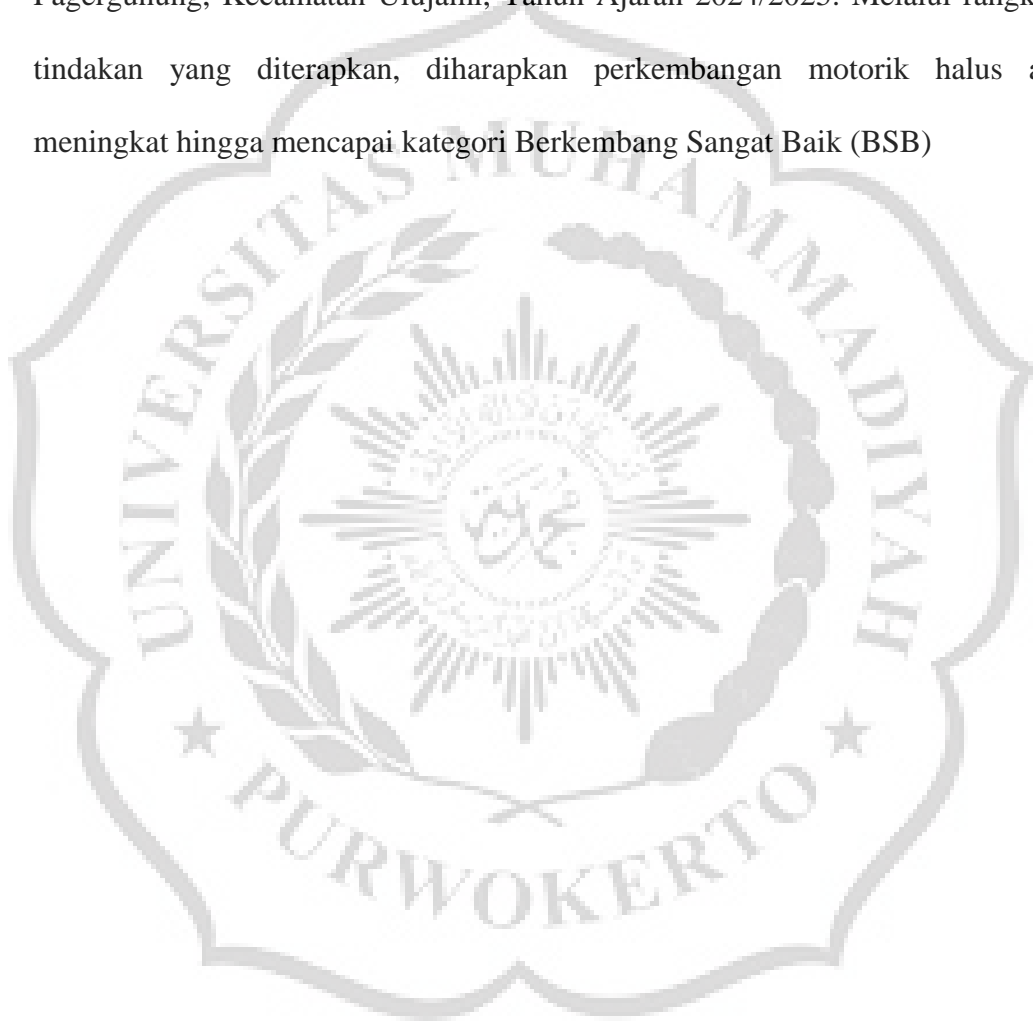 Kecamatan Ulujami, Tahun Ajaran 2024/2025. Melalui
tindakan yang diterapkan, diharapkan perkembangan motorik halus
meningkat hingga mencapai kategori Berkembang Sangat Baik (BSB)
UNIVERSITAS MUHAMMADIYAH
PURWOKERTO